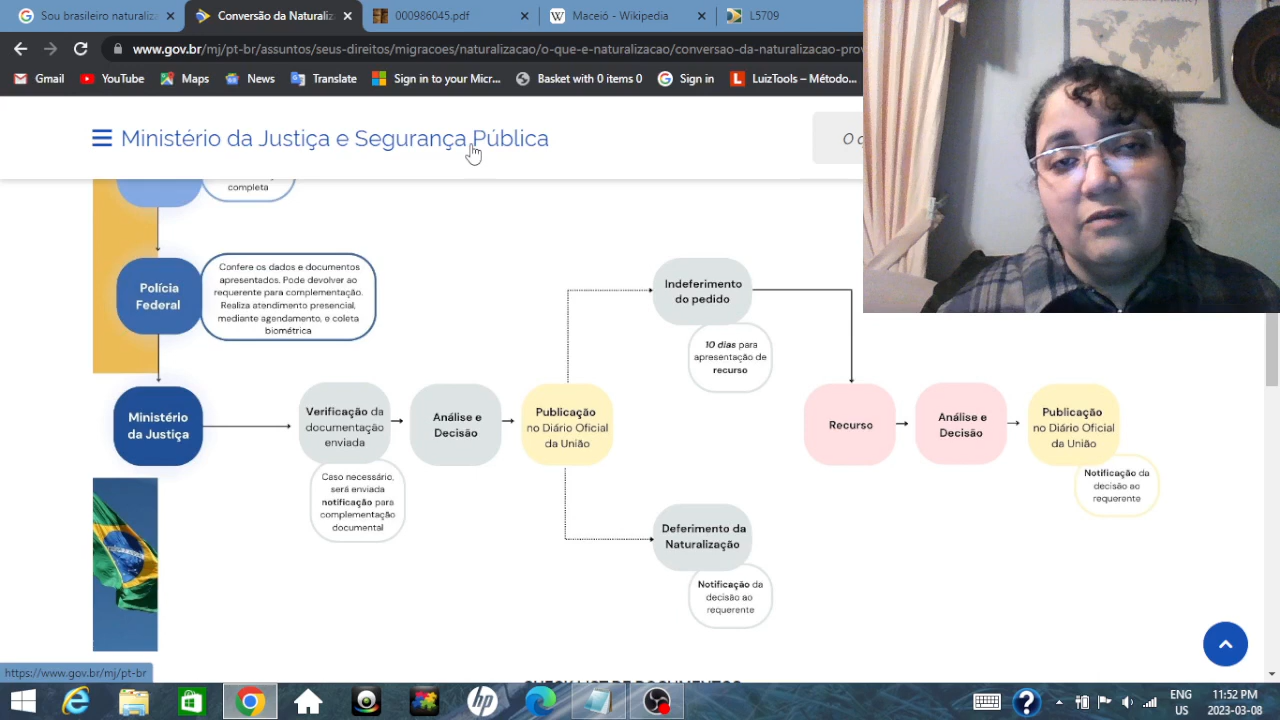 Sou naturaliz
Conversão da Naturaliza
000986045.pdf
Maceió - Wikipedia
L5709
www.gov.br/mj/pt-br/assuntos/seus-direitos/migracoes/naturalizacao/o-que-e-naturalizacao/conversao-da-naturalizacao-pro
Gmail
YouTube
Maps
News
Translate
Sign in to your Micr...
Basket with 0 items 0
Sign in
LuizTools – Método...
Ministério da Justiça e Segurança Pública
completa
Polícia
Federal
Confere os dados e documentos
apresentados. Pode devolver ao
requerente para complementação.
Realiza atendimento presencial,
mediante agendamento, e coleta
biométrica
Indeferimento
do pedido
10 dias para
apresentação de
recurso
Ministério
da Justiça
Verificação da
documentação
enviada
Análise e
Decisão
Publicação
no Diário Oficial
da União
Recurso
Análise e
Decisão
Publicação
no Diário Oficial
da União
Caso necessário,
será enviada
notificação para
complementação
documental
Notificação da
decisão ao
requerente
Deferimento da
Naturalização
Notificação da
decisão ao
requerente
https://www.gov.br/mj/pt-br
CHECK LIST DE DOCUMENTOS
ENG
US
11:52 PM
2023-03-08